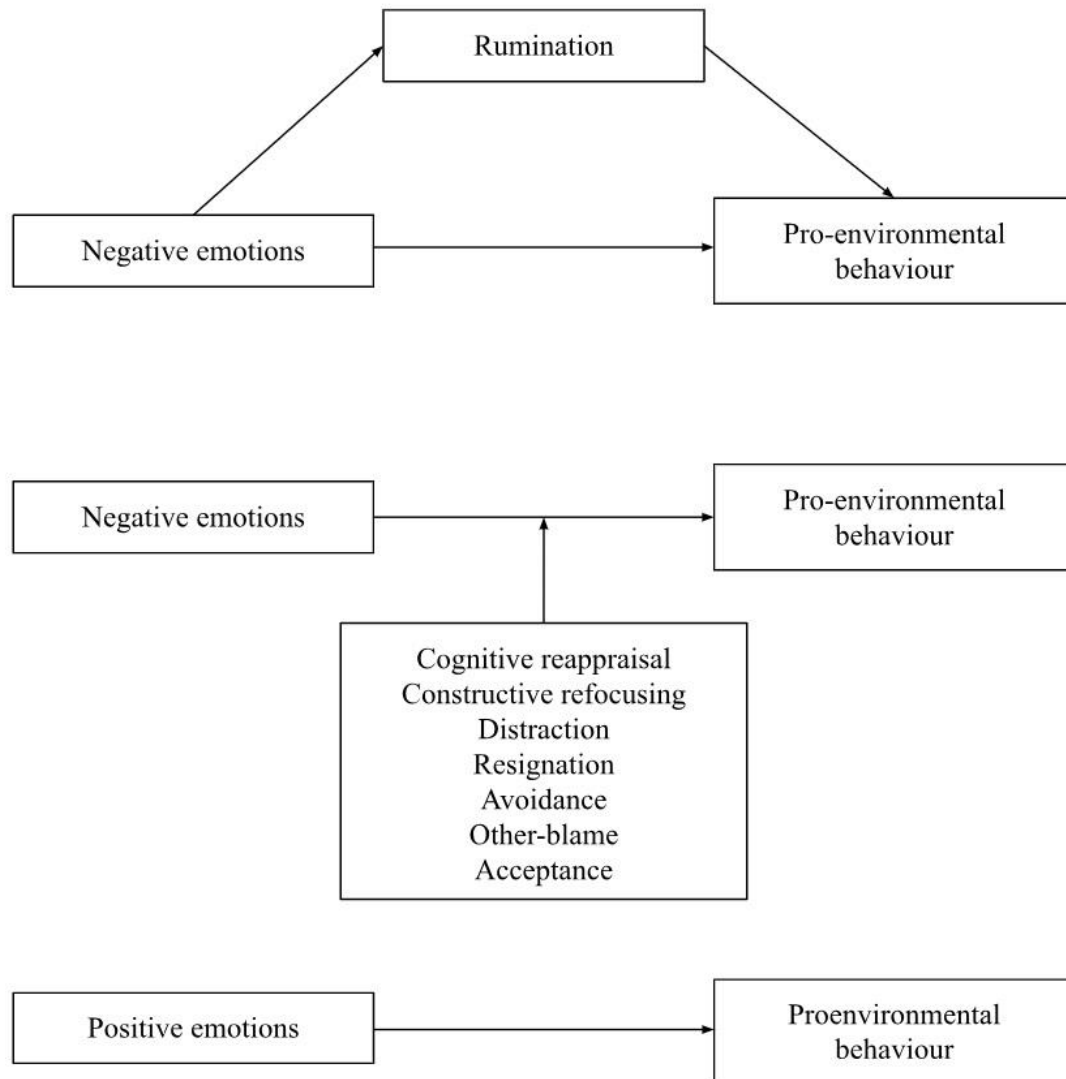 Rumination
Negative emotions
Pro-environmental
behaviour
Negative emotions
Pro-environmental
behaviour
Cognitive reappraisal
Constructive refocusing
Distraction
Resignation
Avoidance
Other-blame
Acceptance
Positive emotions
Proenvironmental
behaviour